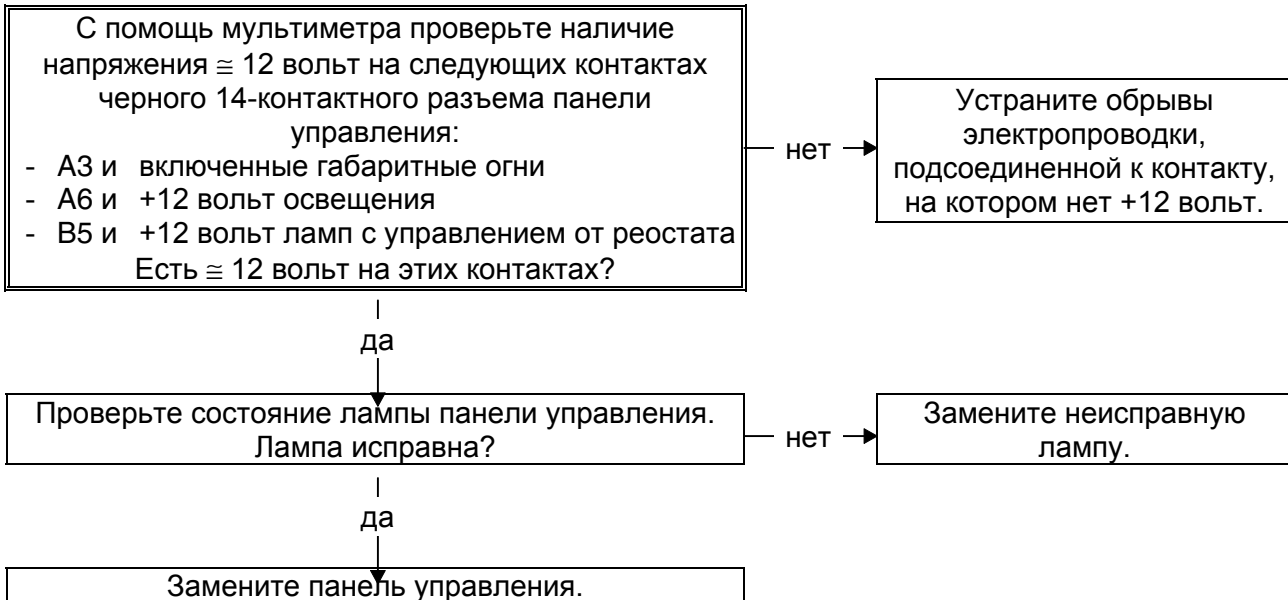 С помощь мультиметра проверьте наличие
напряжения ≅ 12 вольт на следующих контактах
черного 14-контактного разъема панели
управления:
- А3 и включенные габаритные огни
- А6 и +12 вольт освещения
- В5 и +12 вольт ламп с управлением от реостата
Есть ≅ 12 вольт на этих контактах?
нет
Устраните обрывы
электропроводки,
подсоединенной к контакту,
на котором нет +12 вольт.
да
Проверьте состояние лампы панели управления.
Лампа исправна?
нет
Замените неисправную
лампу.
да
Замените панель управления.